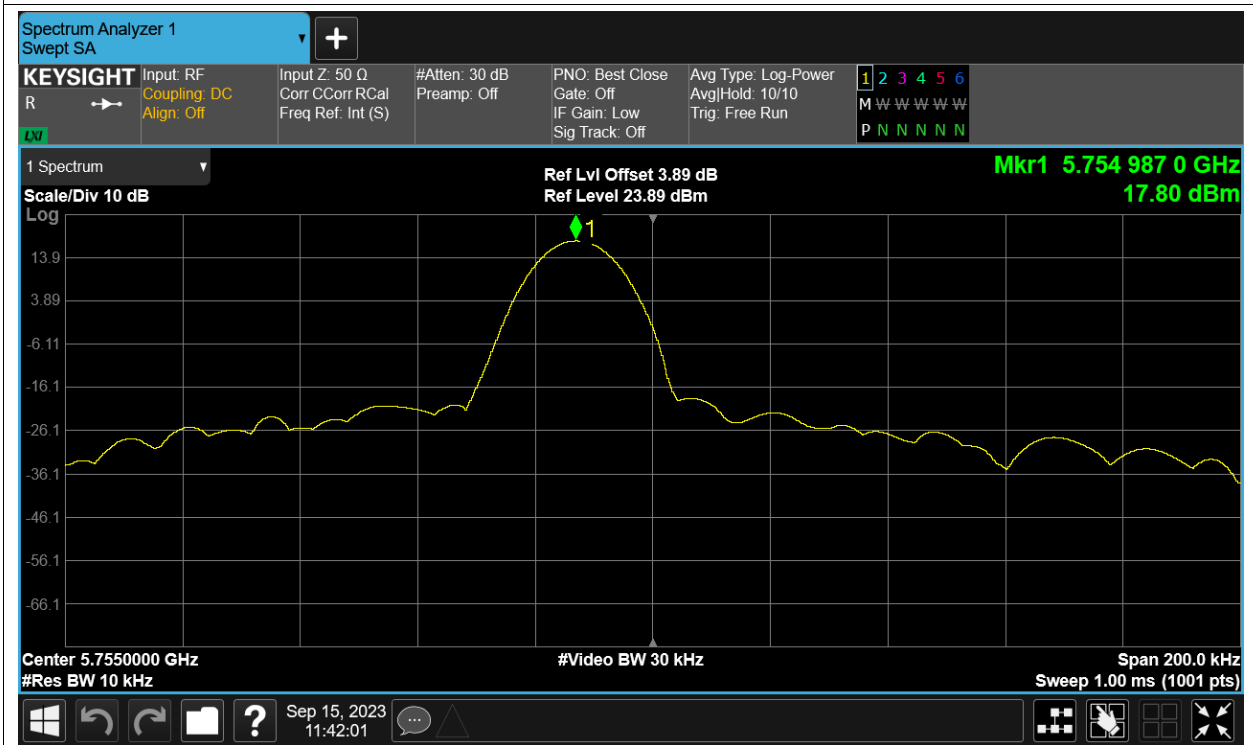 Spectrum Analyzer 1
Swept SA
KEYSIGHT
R
LXI
Input: RF
Coupling: DC
Align: Off
Input Z: 50 Ω
Corr CCorr RCal
Freq Ref: Int (S)
#Atten: 30 dB
Preamp: Off
PNO: Best Close
Gate: Off
IF Gain: Low
Sig Track: Off
Avg Type: Log-Power
Avg|Hold: 10/10
Trig: Free Run
1 2 3 4 5 6
M W W W W W
P N N N N N
1 Spectrum
Scale/Div 10 dB
Log
Ref Lvl Offset 3.89 dB
Ref Level 23.89 dBm
Mkr1 5.754 987 0 GHz
17.80 dBm
1
13.9
3.89
-6.11
-16.1
-26.1
-36.1
-46.1
-56.1
-66.1
Center 5.7550000 GHz
#Res BW 10 kHz
#Video BW 30 kHz
Span 200.0 kHz
Sweep 1.00 ms (1001 pts)
?
Sep 15, 2023
11:42:01